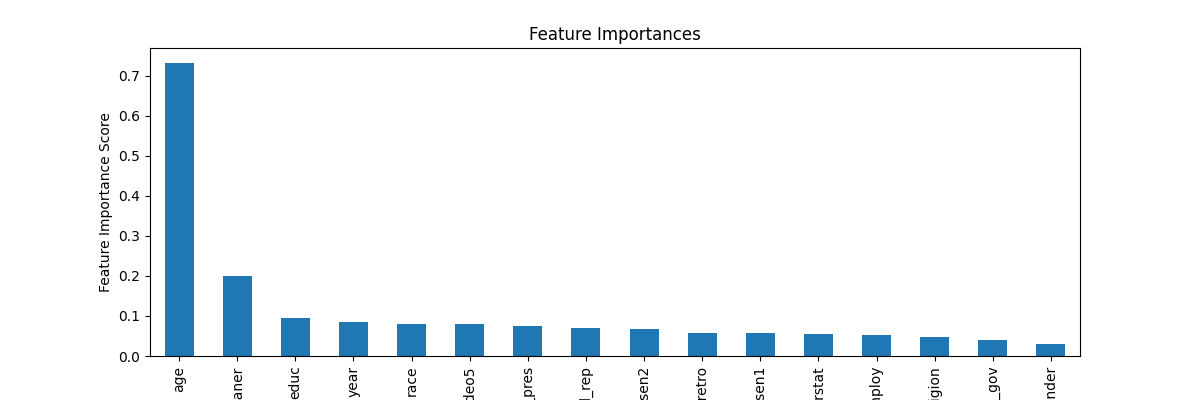 Feature Importances
Feature Importance Score
0.7
0.6
0.5
0.4
0.3
0.2
0.1
0.0
age
aner
educ
year
race
deo5
_pres
_rep
sen2
retro
sen1
rstat
nploy
igion
_gov
nder